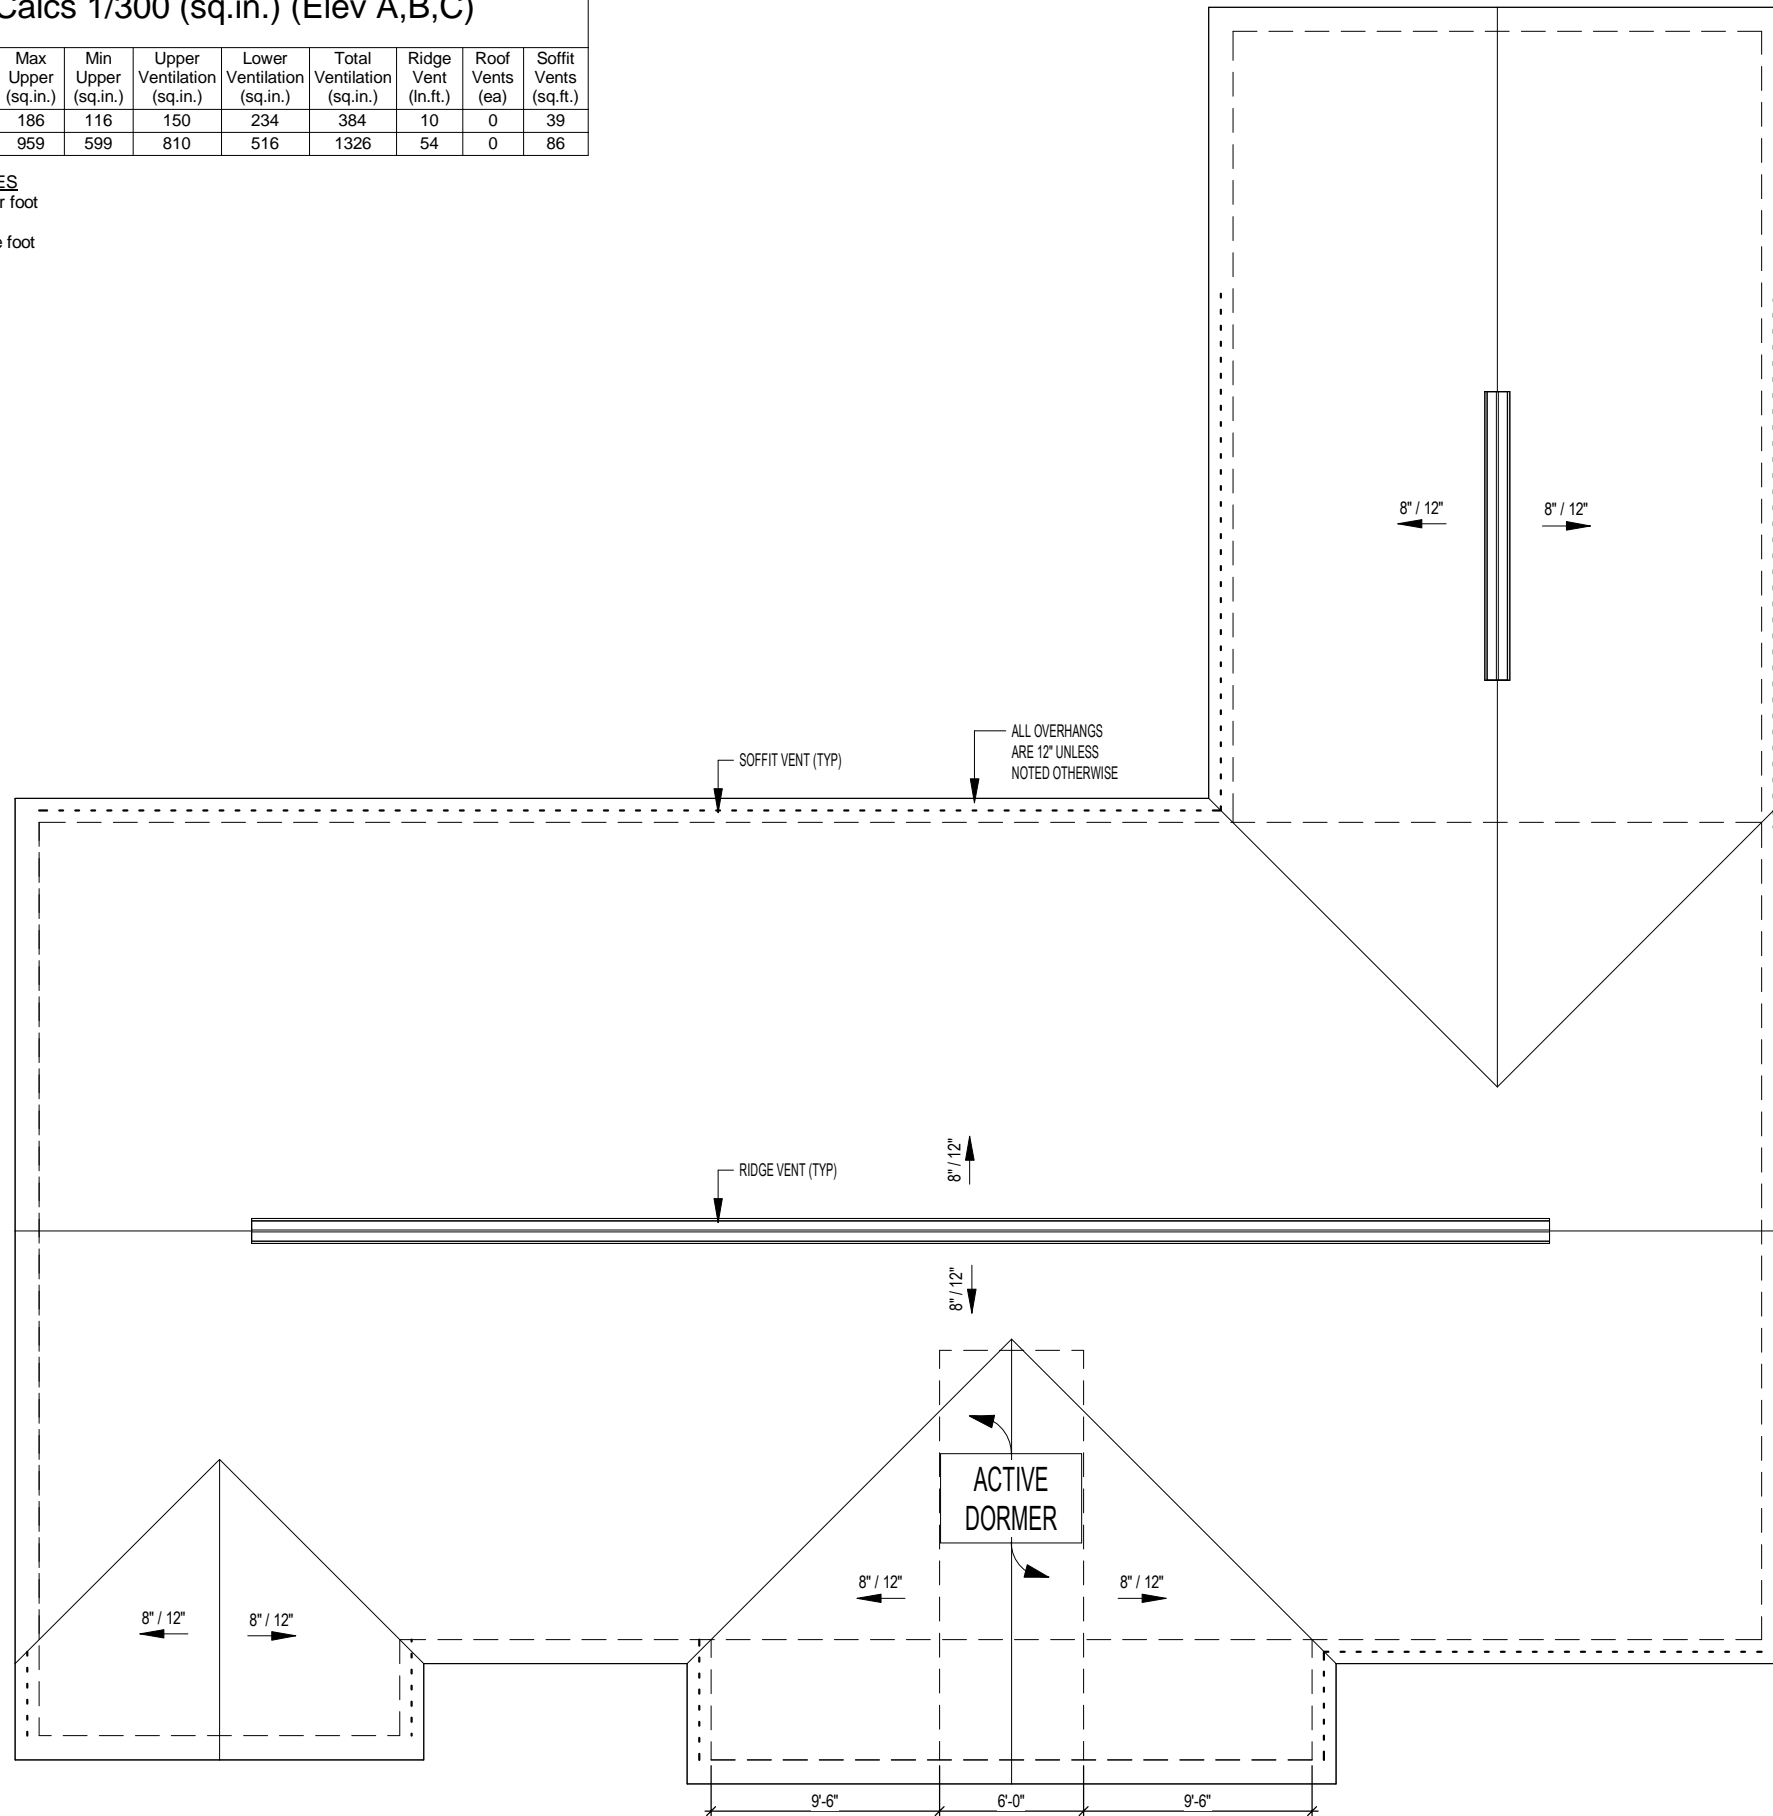 Calcs 1/300 (sq.in.) (Elev A,B,C)
Max Upper (sq.in.) Min Upper (sq.in.) Upper Ventilation (sq.in.) Lower Ventilation (sq.in.) Total Ventilation (sq.in.) Ridge Vent (ln.ft.) Roof Vents (ea) Soffit Vents (sq.ft.)
186 116 150 234 384 10 0 39
959 599 810 516 1326 54 0 86
ES
r foot
e foot
8" / 12" 8" / 12"
SOFFIT VENT (TYP)
ALL OVERHANGS
ARE 12" UNLESS
NOTED OTHERWISE
8" / 12"
RIDGE VENT (TYP)
8" / 12"
ACTIVE
DORMER
8" / 12" 8" / 12"
8" / 12" 8" / 12"
9'-6" 6'-0" 9'-6"